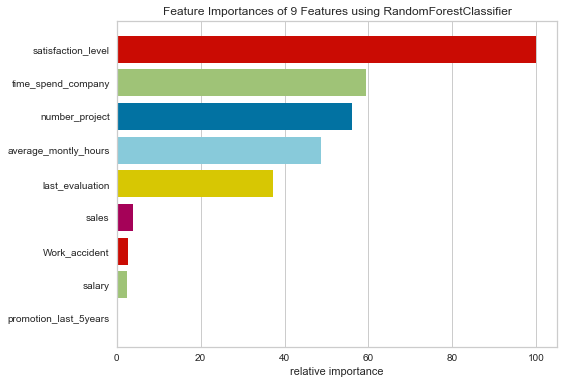 Feature Importances of 9 Features using RandomForestClassifier
satisfaction_level
time_spend_company
number_project
average_montly_hours
last_evaluation
sales
Work_accident
salary
promotion_last_5years
0 20 40 60 80 100
relative importance